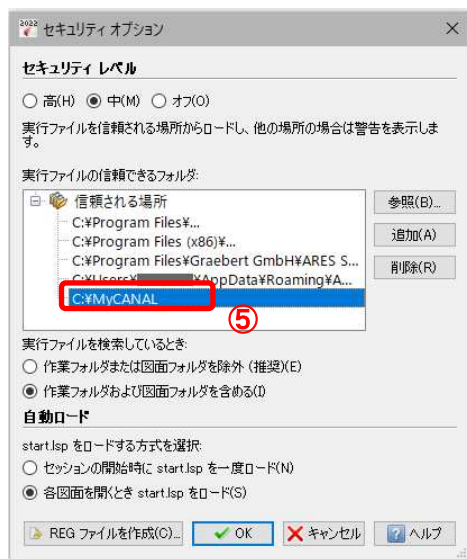 2022
セキュリティ オプション
セキュリティ レベル
高(H) 中(M) オフ(O)
実行ファイルを信頼される場所からロードし、他の場所の場合は警告を表示しま
す。
実行ファイルの信頼できるフォルダ:
信頼される場所
C:¥Program Files¥...
C:¥Program Files (x86)¥...
C:¥Program Files¥Graebert GmbH¥ARES S...
C:¥Users¥ ¥AppData¥Roaming¥A...
C:¥MyCANAL
参照(B)...
追加(A)
削除(R)
⑤
実行ファイルを検索しているとき:
作業フォルダまたは図面フォルダを除外 (推奨)(E)
作業フォルダおよび図面フォルダを含める(I)
自動ロード
start.lsp をロードする方式を選択:
セッションの開始時に start.lsp を一度ロード(N)
各図面を開くとき start.lsp をロード(S)
REG ファイルを作成(C)... OK キャンセル ヘルプ